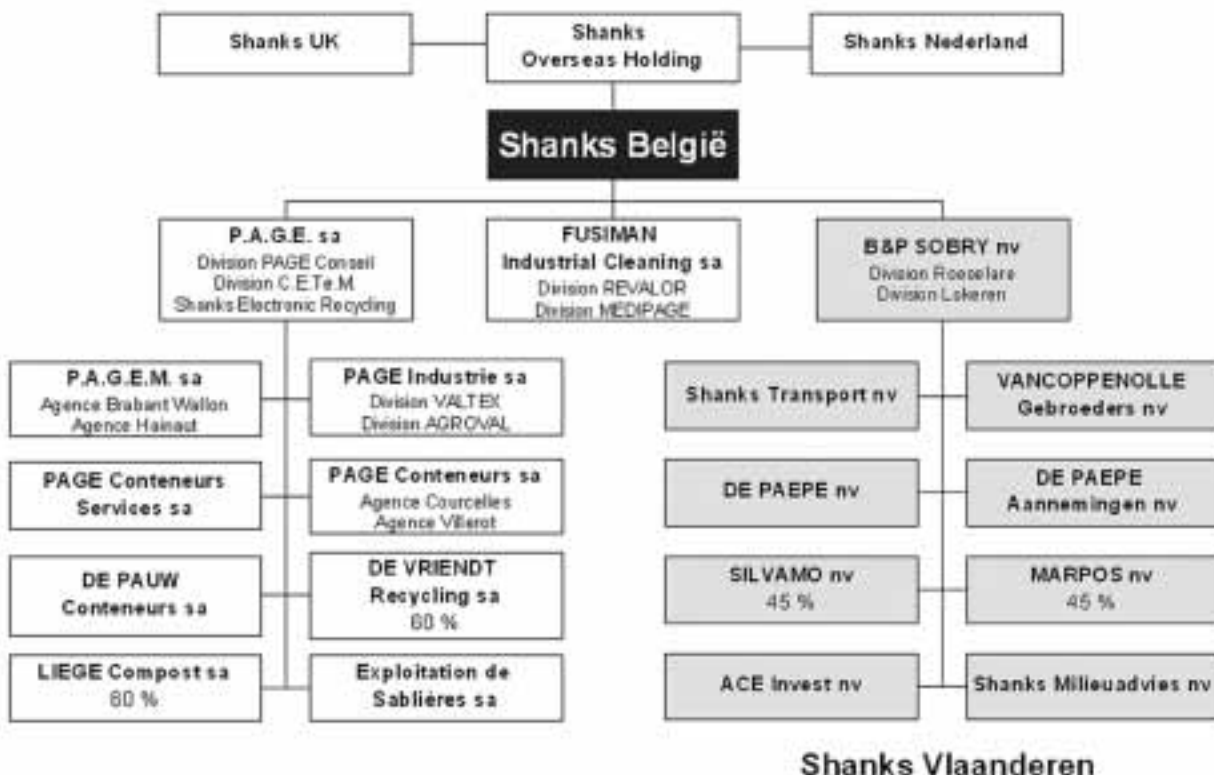 Shanks UK
Shanks
Overseas Holding
Shanks Nederland
Shanks België
P.A.G.E. sa
Division PAGE Conseil
Division C.E.Te.M.
Shanks Electronic Recycling
FUSIMAN
Industrial Cleaning sa
Division REVALOR
Division MEDIPAGE
B&P SOBRY nv
Division Roeselare
Division Lokeren
P.A.G.E.M. sa
Agence Brabant Wallon
Agence Hainaut
PAGE Industrie sa
Division VALTEX
Division AGROVAL
Shanks Transport nv
VANCOPPENOLLE
Gebroeders nv
PAGE Conteneurs
Services sa
PAGE Conteneurs sa
Agence Courcelles
Agence Villerot
DE PAEPE nv
DE PAEPE
Aannemingen nv
DE PAUW
Conteneurs sa
DE VRIENDT
Recycling sa
60 %
SILVAMO nv
45 %
MARPOS nv
45 %
LIEGE Compost sa
60 %
Exploitation de
Sablières sa
ACE Invest nv
Shanks Milieuadvies nv
Shanks Vlaanderen